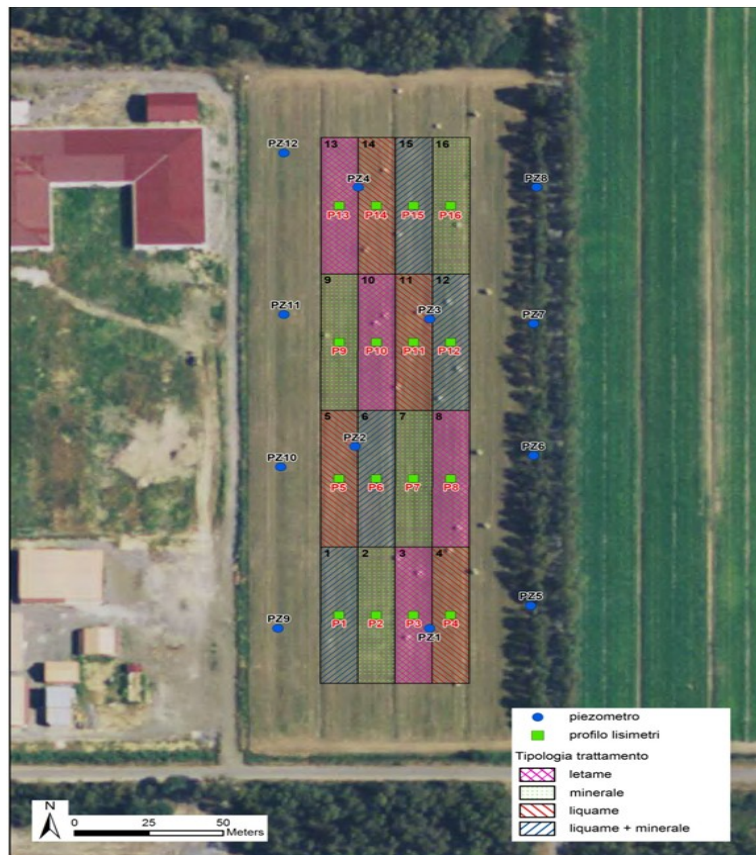 PZ12
13 14 15 16
PZ4
PZ8
P13 P14 P15 P16
9 10 11 12
PZ11
PZ3
PZ7
P9 P10 P11 P12
5 6 7 8
PZ2
PZ6
PZ10
P5 P6 P7 P8
1 2 3 4
PZ5
P1 P2 P3 P4
PZ9
PZ1
piezometro
profilo lisimetri
Tipologia trattamento
letame
minerale
liquame
liquame + minerale
N
0 25 50
Meters